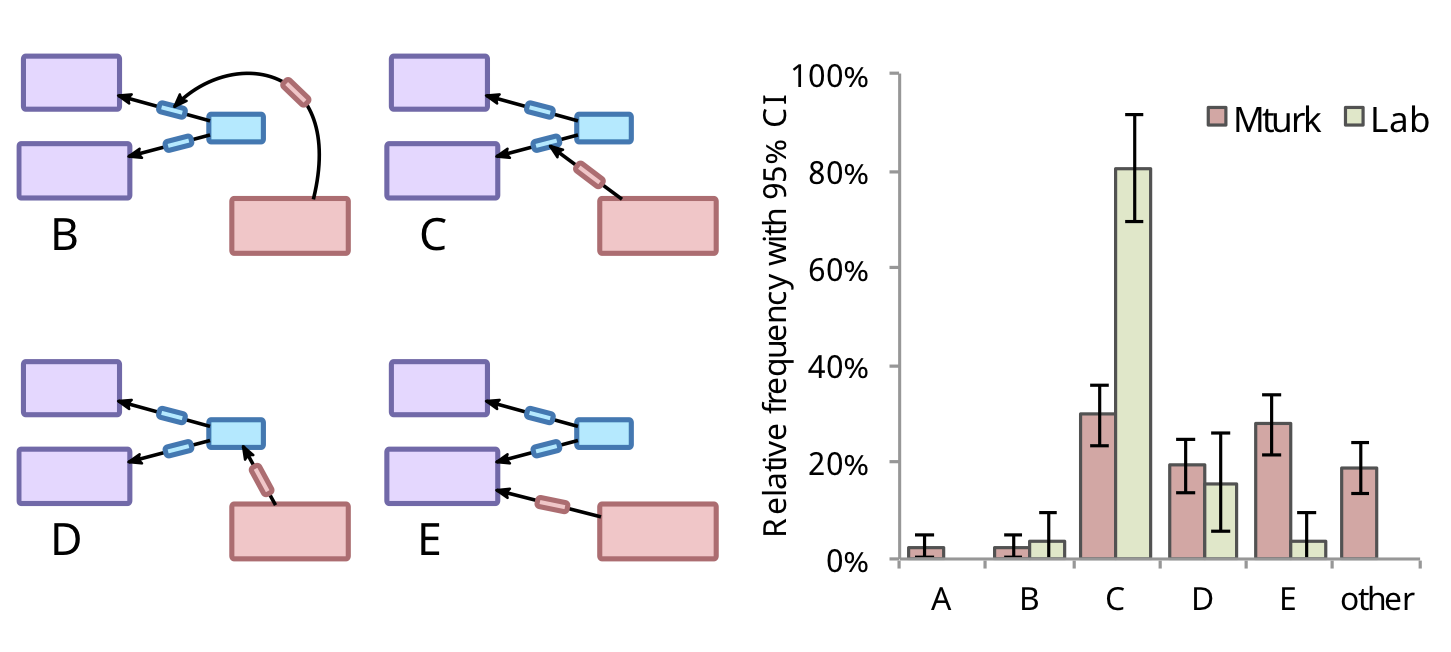 B
C
D
E
Relative frequency with 95% CI
100%
80%
60%
40%
20%
0%
Mturk
Lab
A
B
C
D
E
other